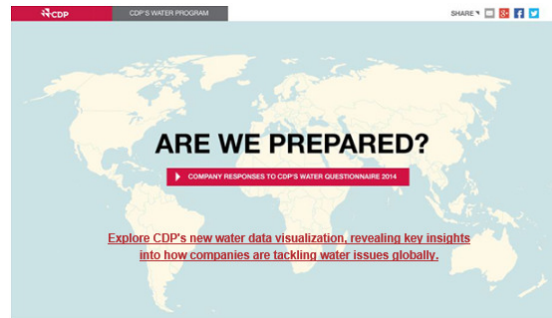 CDP
CDP'S WATER PROGRAM
SHARE
ARE WE PREPARED?
COMPANY RESPONSES TO CDP'S WATER QUESTIONNAIRE 2014
Explore CDP's new water data visualization, revealing key insights
into how companies are tackling water issues globally.